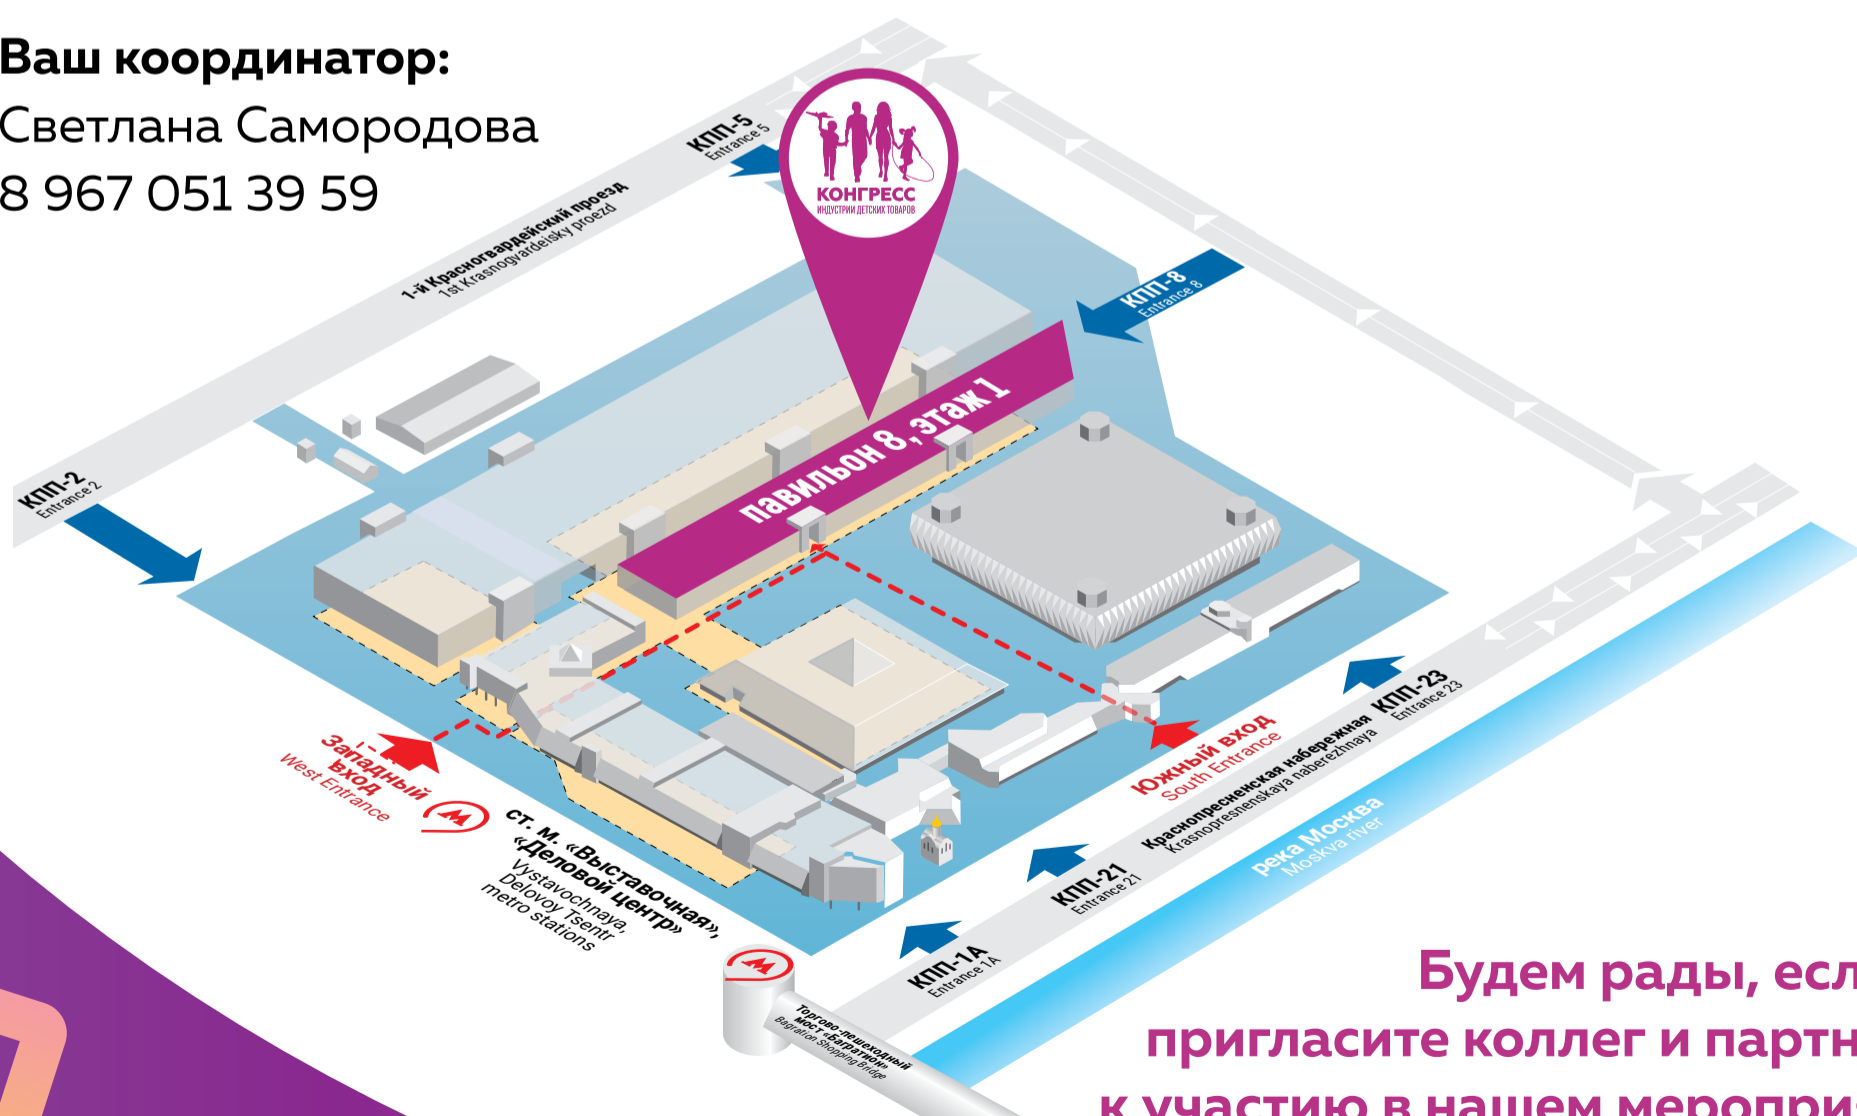 Ваш координатор:
Светлана Самородова
8 967 051 39 59
КПП-5
Entrance 5
КОНГРЕСС
ИНДУСТРИИ ДЕТСКИХ ТОВАРОВ
1-й Красногвардейский проезд
1st Krasnogvardeisky proezd
КПП-8
Entrance 8
павильон 8, этаж 1
КПП-2
Entrance 2
Западный
вход
West Entrance
ст. м. «Выставочная»,
«Деловой центр»
Vystavochnaya,
Delovoy Tsentr
metro stations
Южный вход
South Entrance
КПП-23
Entrance 23
Краснопресненская набережная
Krasnopresnenskaya naberezhnaya
КПП-21
Entrance 21
КПП-1А
Entrance 1A
река Москва
Moskva river
Торгово-пешеходный
мост «Багратион»
Bagration Shopping Bridge
Будем рады, есл
пригласите коллег и партн
к участию в нашем меропри